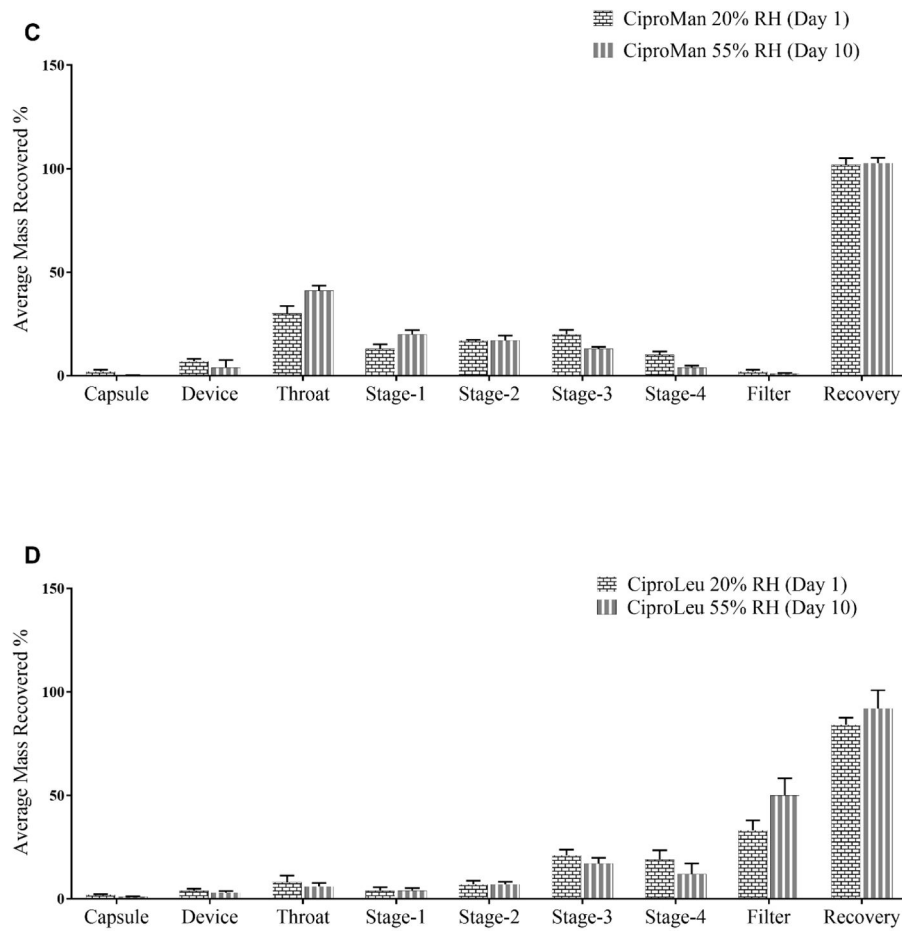 C
CiproMan 20% RH (Day 1)
CiproMan 55% RH (Day 10)
Average Mass Recovered %
150
100
50
0
Capsule Device Throat Stage-1 Stage-2 Stage-3 Stage-4 Filter Recovery
D
CiproLeu 20% RH (Day 1)
CiproLeu 55% RH (Day 10)
Average Mass Recovered %
150
100
50
0
Capsule Device Throat Stage-1 Stage-2 Stage-3 Stage-4 Filter Recovery